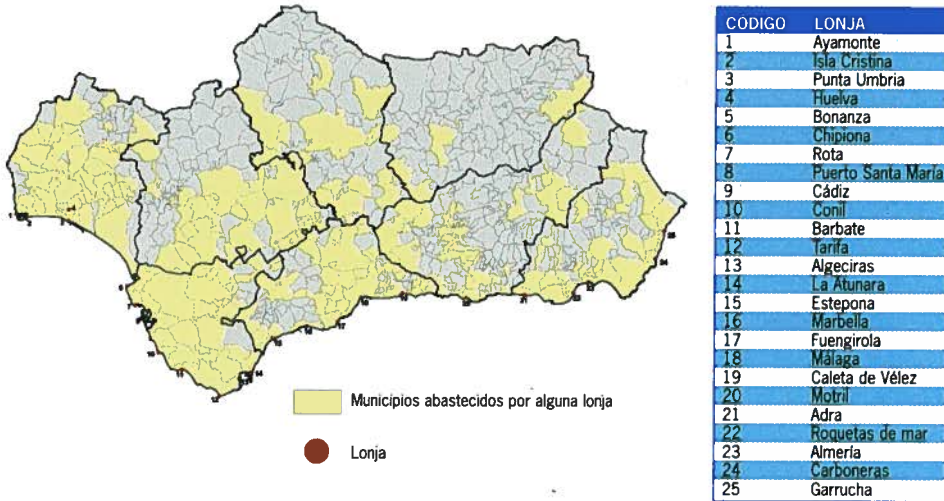 CODIGO LONJA
1 Ayamonte
2 Isla Cristina
3 Punta Umbria
4 Huelva
5 Bonanza
6 Chipiona
7 Rota
8 Puerto Santa María
9 Cádiz
10 Conil
11 Barbate
12 Tarifa
13 Algeciras
14 La Atunara
15 Estepona
16 Marbella
17 Fuengirola
18 Málaga
19 Caleta de Vélez
20 Motril
21 Adra
22 Roquetas de mar
23 Almería
24 Carboneras
25 Garrucha
Municipios abastecidos por alguna lonja
Lonja